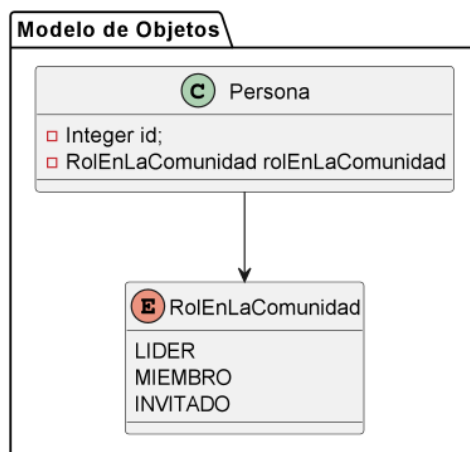 Modelo de Objetos
C Persona
Integer id;
RolEnLaComunidad rolEnLaComunidad
E RolEnLaComunidad
LIDER
MIEMBRO
INVITADO